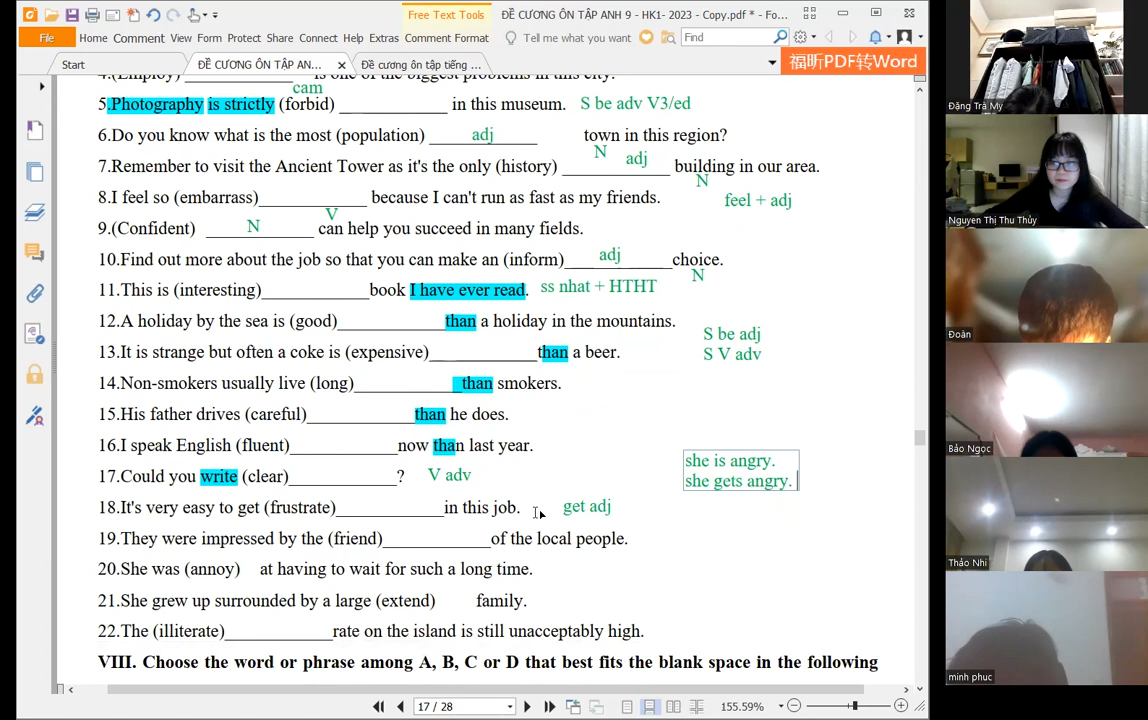 Free Text Tools
ĐỀ CƯƠNG ÔN TẬP ANH 9 - HK1- 2023 - Copy.pdf * - Fo...
File Home Comment View Form Protect Share Connect Help Extras Comment Format Tell me what you want... Find
Start ĐỀ CƯƠNG ÔN TẬP AN... Đề cương ôn tập tiếng ... 福昕PDF转Word
4.(Employ) ____________ is one of the biggest problems in this city.
cam
5.Photography is strictly (forbid) ____________ in this museum. S be adv V3/ed
6.Do you know what is the most (population) ____________ town in this region?
adj
N
7.Remember to visit the Ancient Tower as it's the only (history) ____________ building in our area.
adj
N
8.I feel so (embarrass)____________ because I can't run as fast as my friends.
feel + adj
V
9.(Confident) ____________ can help you succeed in many fields.
N
10.Find out more about the job so that you can make an (inform)____________choice.
adj
N
11.This is (interesting)____________book I have ever read. ss nhat + HTHT
12.A holiday by the sea is (good)____________than a holiday in the mountains.
S be adj
13.It is strange but often a coke is (expensive)____________than a beer.
S V adv
14.Non-smokers usually live (long)____________than smokers.
15.His father drives (careful)____________than he does.
16.I speak English (fluent)____________now than last year.
she is angry.
she gets angry.
17.Could you write (clear)____________? V adv
18.It's very easy to get (frustrate)____________in this job. get adj
19.They were impressed by the (friend)____________of the local people.
20.She was (annoy) at having to wait for such a long time.
21.She grew up surrounded by a large (extend) family.
22.The (illiterate)____________rate on the island is still unacceptably high.
VIII. Choose the word or phrase among A, B, C or D that best fits the blank space in the following
17 / 28
155.59%
Đặng Trà My
Nguyen Thi Thu Thủy
Đoàn
Bảo Ngọc
Thảo Nhi
minh phuc